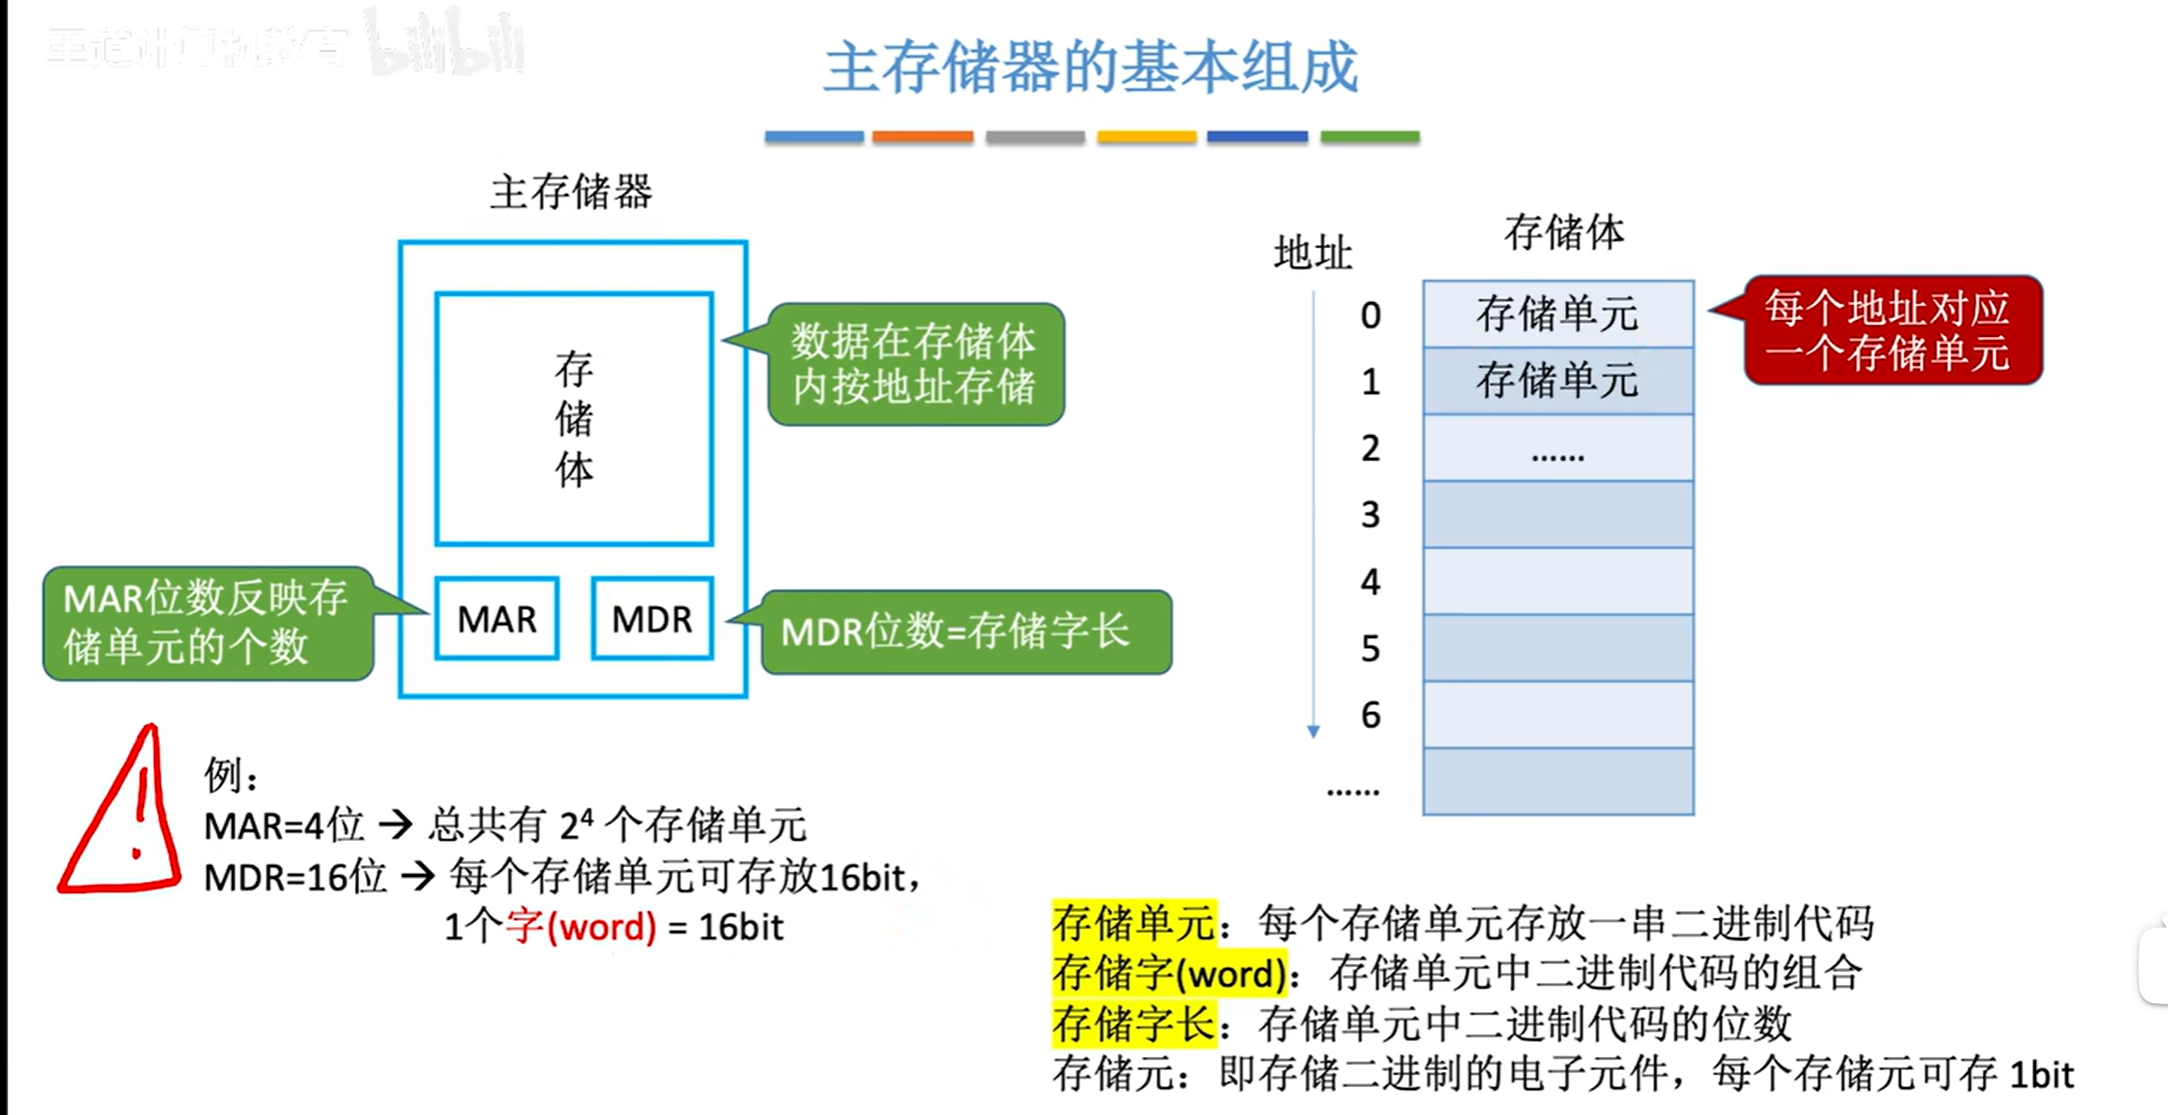 王道计算机教育 bilibili
主存储器的基本组成
主存储器
存
储
体
MAR
MDR
数据在存储体
内按地址存储
MAR位数反映存
储单元的个数
MDR位数=存储字长
地址
存储体
0
存储单元
1
存储单元
2
……
3
4
5
6
……
每个地址对应
一个存储单元
例：
MAR=4位 → 总共有 2⁴ 个存储单元
MDR=16位 → 每个存储单元可存放16bit，
1个字(word) = 16bit
存储单元：每个存储单元存放一串二进制代码
存储字(word)：存储单元中二进制代码的组合
存储字长：存储单元中二进制代码的位数
存储元：即存储二进制的电子元件，每个存储元可存 1bit